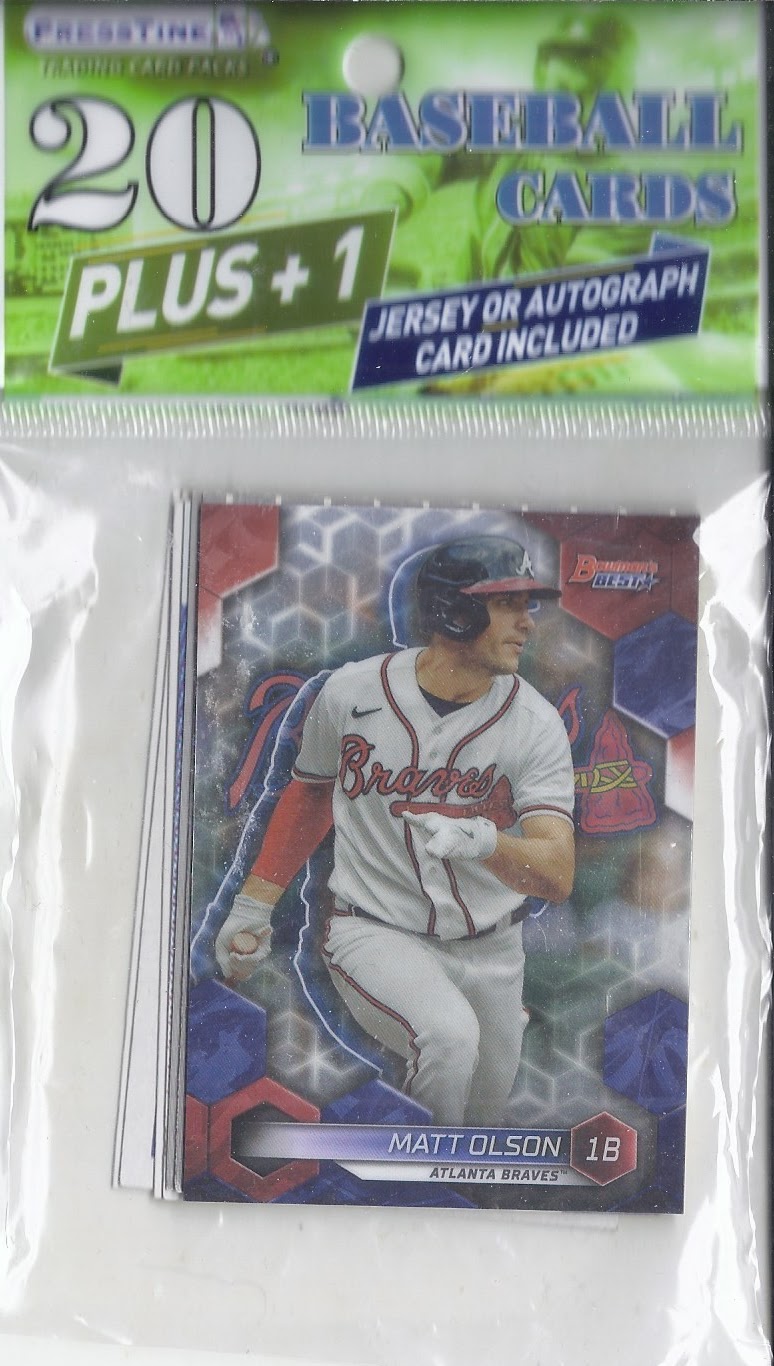 PRESSTINE
TRADING CARD PACKS
20
BASEBALL
CARDS
PLUS + 1
JERSEY OR AUTOGRAPH
CARD INCLUDED
A
BOWMAN'S
BEST
Braves
MATT OLSON
1B
ATLANTA BRAVES™